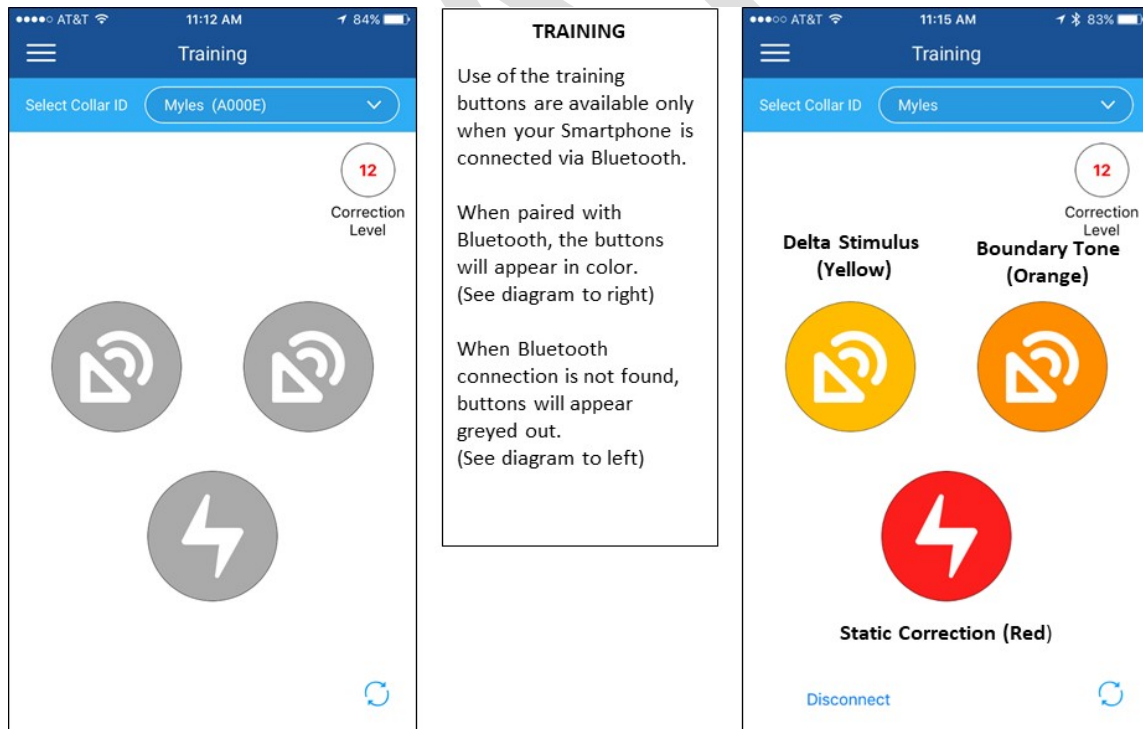 AT&T 11:12 AM 84%
Training
Select Collar ID Myles (A000E)
12
Correction
Level
TRAINING
Use of the training
buttons are available only
when your Smartphone is
connected via Bluetooth.
When paired with
Bluetooth, the buttons
will appear in color.
(See diagram to right)
When Bluetooth
connection is not found,
buttons will appear
greyed out.
(See diagram to left)
AT&T 11:15 AM 83%
Training
Select Collar ID Myles
12
Correction
Level
Delta Stimulus
(Yellow)
Boundary Tone
(Orange)
Static Correction (Red)
Disconnect